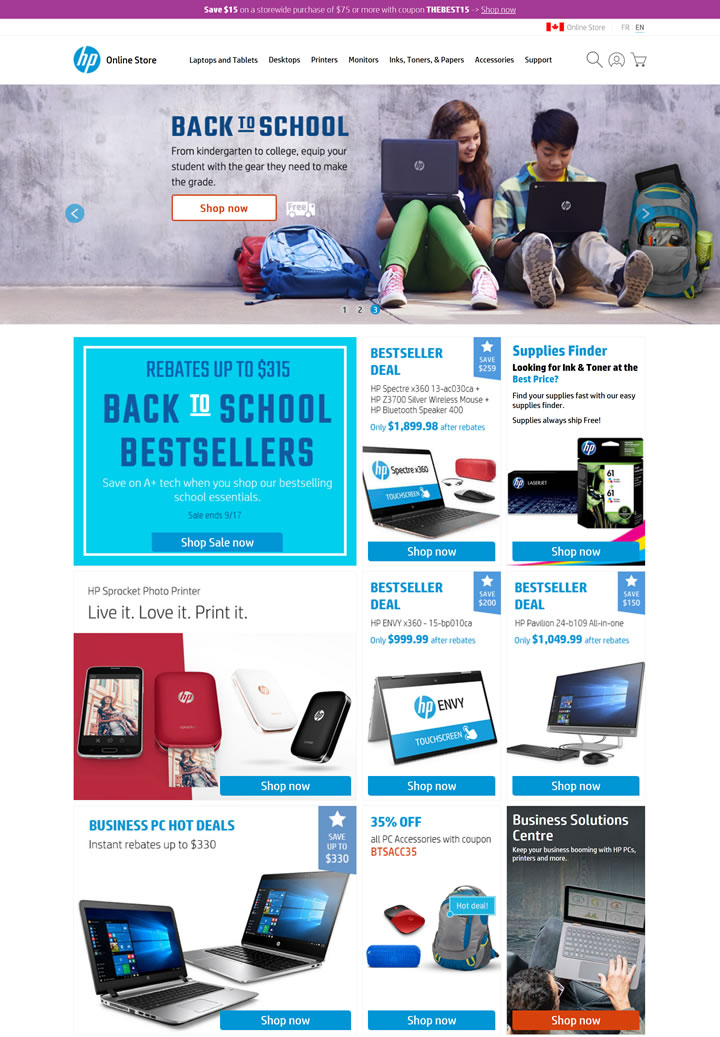 Save $15 on a storewide purchase of $75 or more with coupon THEBEST15 -> Shop now
Online Store FR EN
hp Online Store Laptops and Tablets Desktops Printers Monitors Inks, Toners, & Papers Accessories Support
BACK TO SCHOOL
From kindergarten to college, equip your
student with the gear they need to make
the grade.
Shop now Free
1 2 3
REBATES UP TO $315
BACK TO SCHOOL
BESTSELLERS
Save on A+ tech when you shop our bestselling
school essentials.
Sale ends 9/17
Shop Sale now
BESTSELLER
DEAL
SAVE
$259
HP Spectre x360 13-ac030ca +
HP Z3700 Silver Wireless Mouse +
HP Bluetooth Speaker 400
Only $1,899.98 after rebates
hp Spectre x360
TOUCHSCREEN
Shop now
Supplies Finder
Looking for Ink & Toner at the
Best Price?
Find your supplies fast with our easy
supplies finder.
Supplies always ship Free!
hp LASERJET
hp
61
61
Shop now
HP Sprocket Photo Printer
Live it. Love it. Print it.
hp
Shop now
BESTSELLER
DEAL
SAVE
$200
HP ENVY x360 - 15-bp010ca
Only $999.99 after rebates
hp ENVY
TOUCHSCREEN
Shop now
BESTSELLER
DEAL
SAVE
$150
HP Pavilion 24-b109 All-in-one
Only $1,049.99 after rebates
Shop now
BUSINESS PC HOT DEALS
Instant rebates up to $330
SAVE
UP TO
$330
Shop now
35% OFF
all PC Accessories with coupon
BTSACC35
Hot deal!
Shop now
Business Solutions
Centre
Keep your business booming with HP PCs,
printers and more.
Shop now